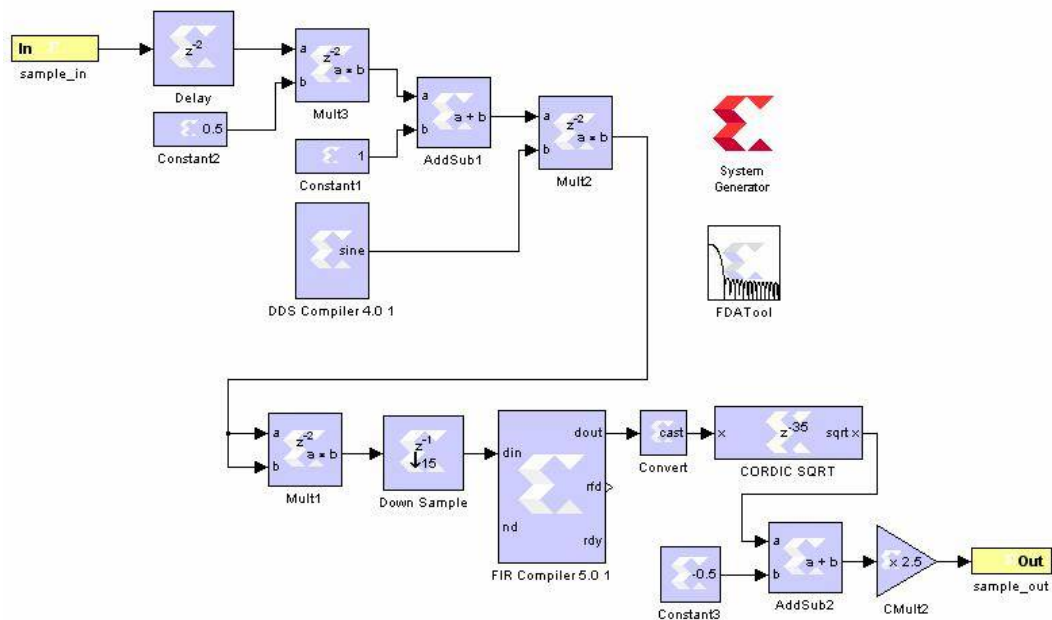 In
sample_in
z-2
Delay
0.5
Constant2
a
b
z-2
a * b
Mult3
1
Constant1
a
b
a + b
AddSub1
a
b
z-2
a * b
Mult2
sine
DDS Compiler 4.0 1
System
Generator
FDATool
a
b
z-2
a * b
Mult1
z-1
↓15
Down Sample
din
nd
dout
rfd
rdy
FIR Compiler 5.0 1
cast
Convert
x
z-35
sqrt x
CORDIC SQRT
-0.5
Constant3
a
b
a + b
AddSub2
x 2.5
CMult2
Out
sample_out